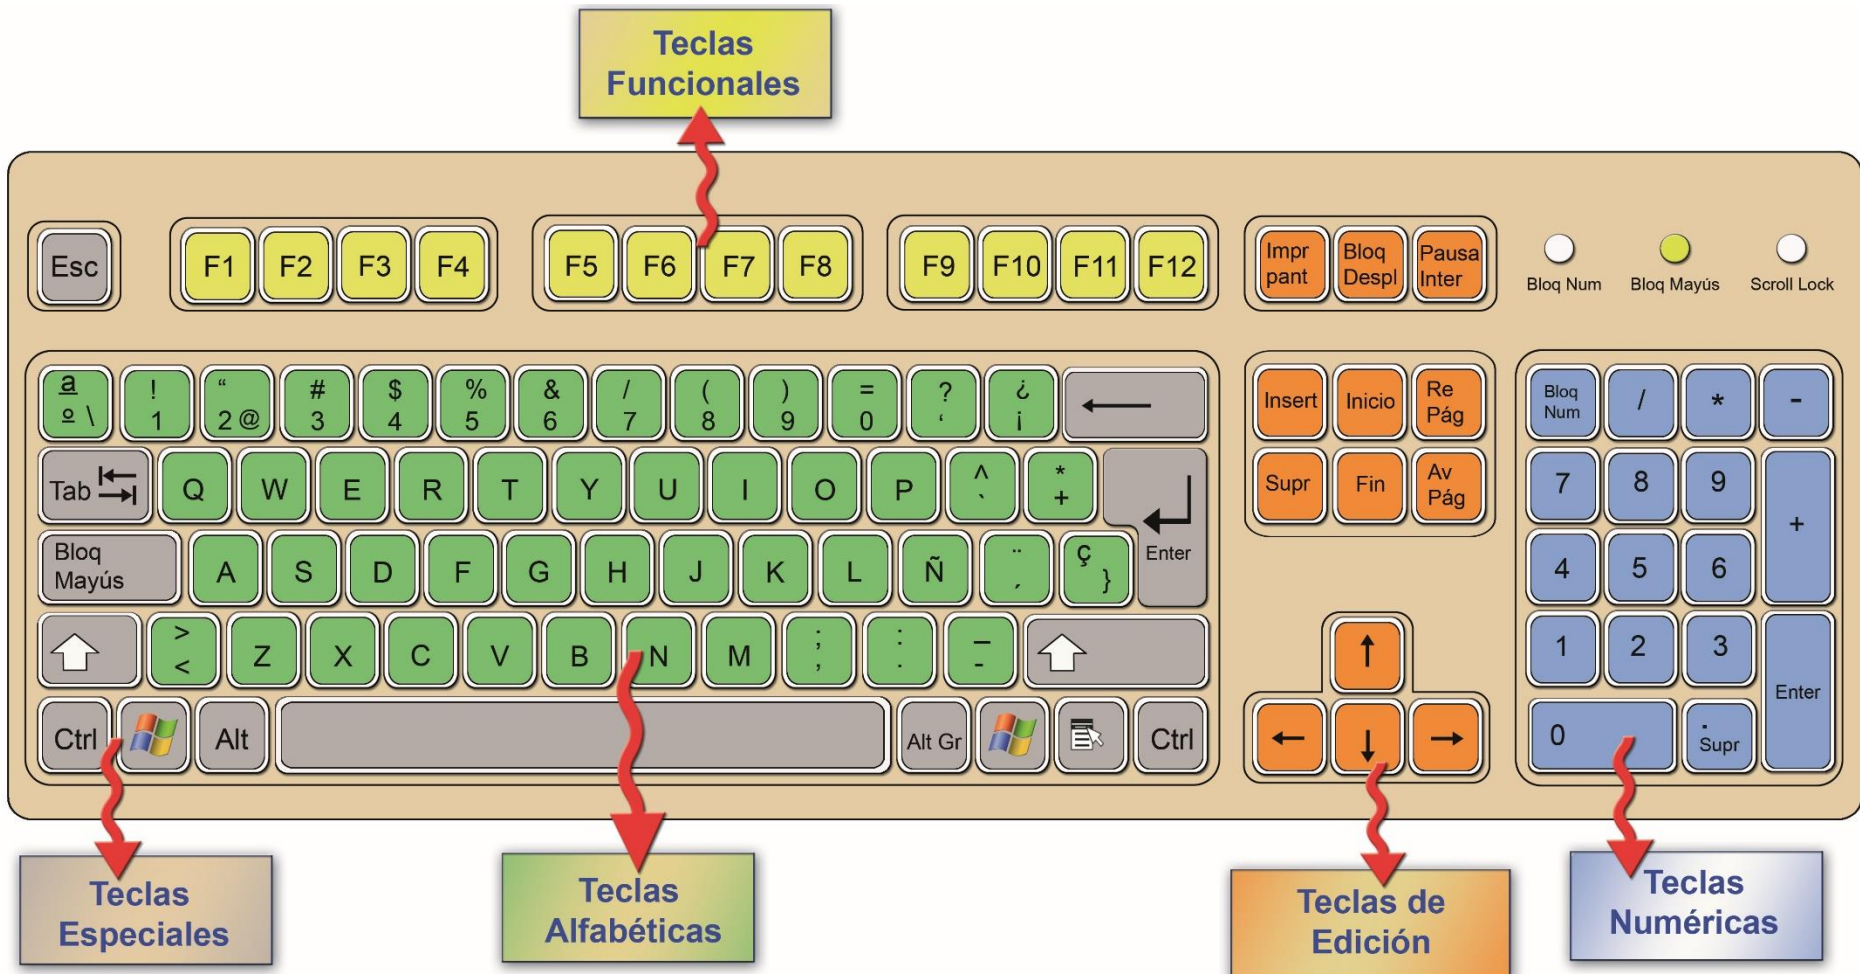 Teclas
Funcionales
Esc
F1 F2 F3 F4
F5 F6 F7 F8
F9 F10 F11 F12
Impr
pant
Bloq
Despl
Pausa
Inter
Bloq Num
Bloq Mayús
Scroll Lock
a
º \
!
1
“
2 @
#
3
$
4
%
5
&
6
/
7
(
8
)
9
=
0
?
‘
¿
¡
←
Tab
Q W E R T Y U I O P
^
`
*
+
Enter
Bloq
Mayús
A S D F G H J K L Ñ
¨
´
ç
}
>
<
Z X C V B N M
;
,
:
.
_
-
Ctrl
Alt
Alt Gr
Ctrl
Insert
Inicio
Re
Pág
Supr
Fin
Av
Pág
↑
← ↓ →
Bloq
Num
/ * -
7 8 9
+
4 5 6
1 2 3
Enter
0
.
Supr
Teclas
Especiales
Teclas
Alfabéticas
Teclas de
Edición
Teclas
Numéricas